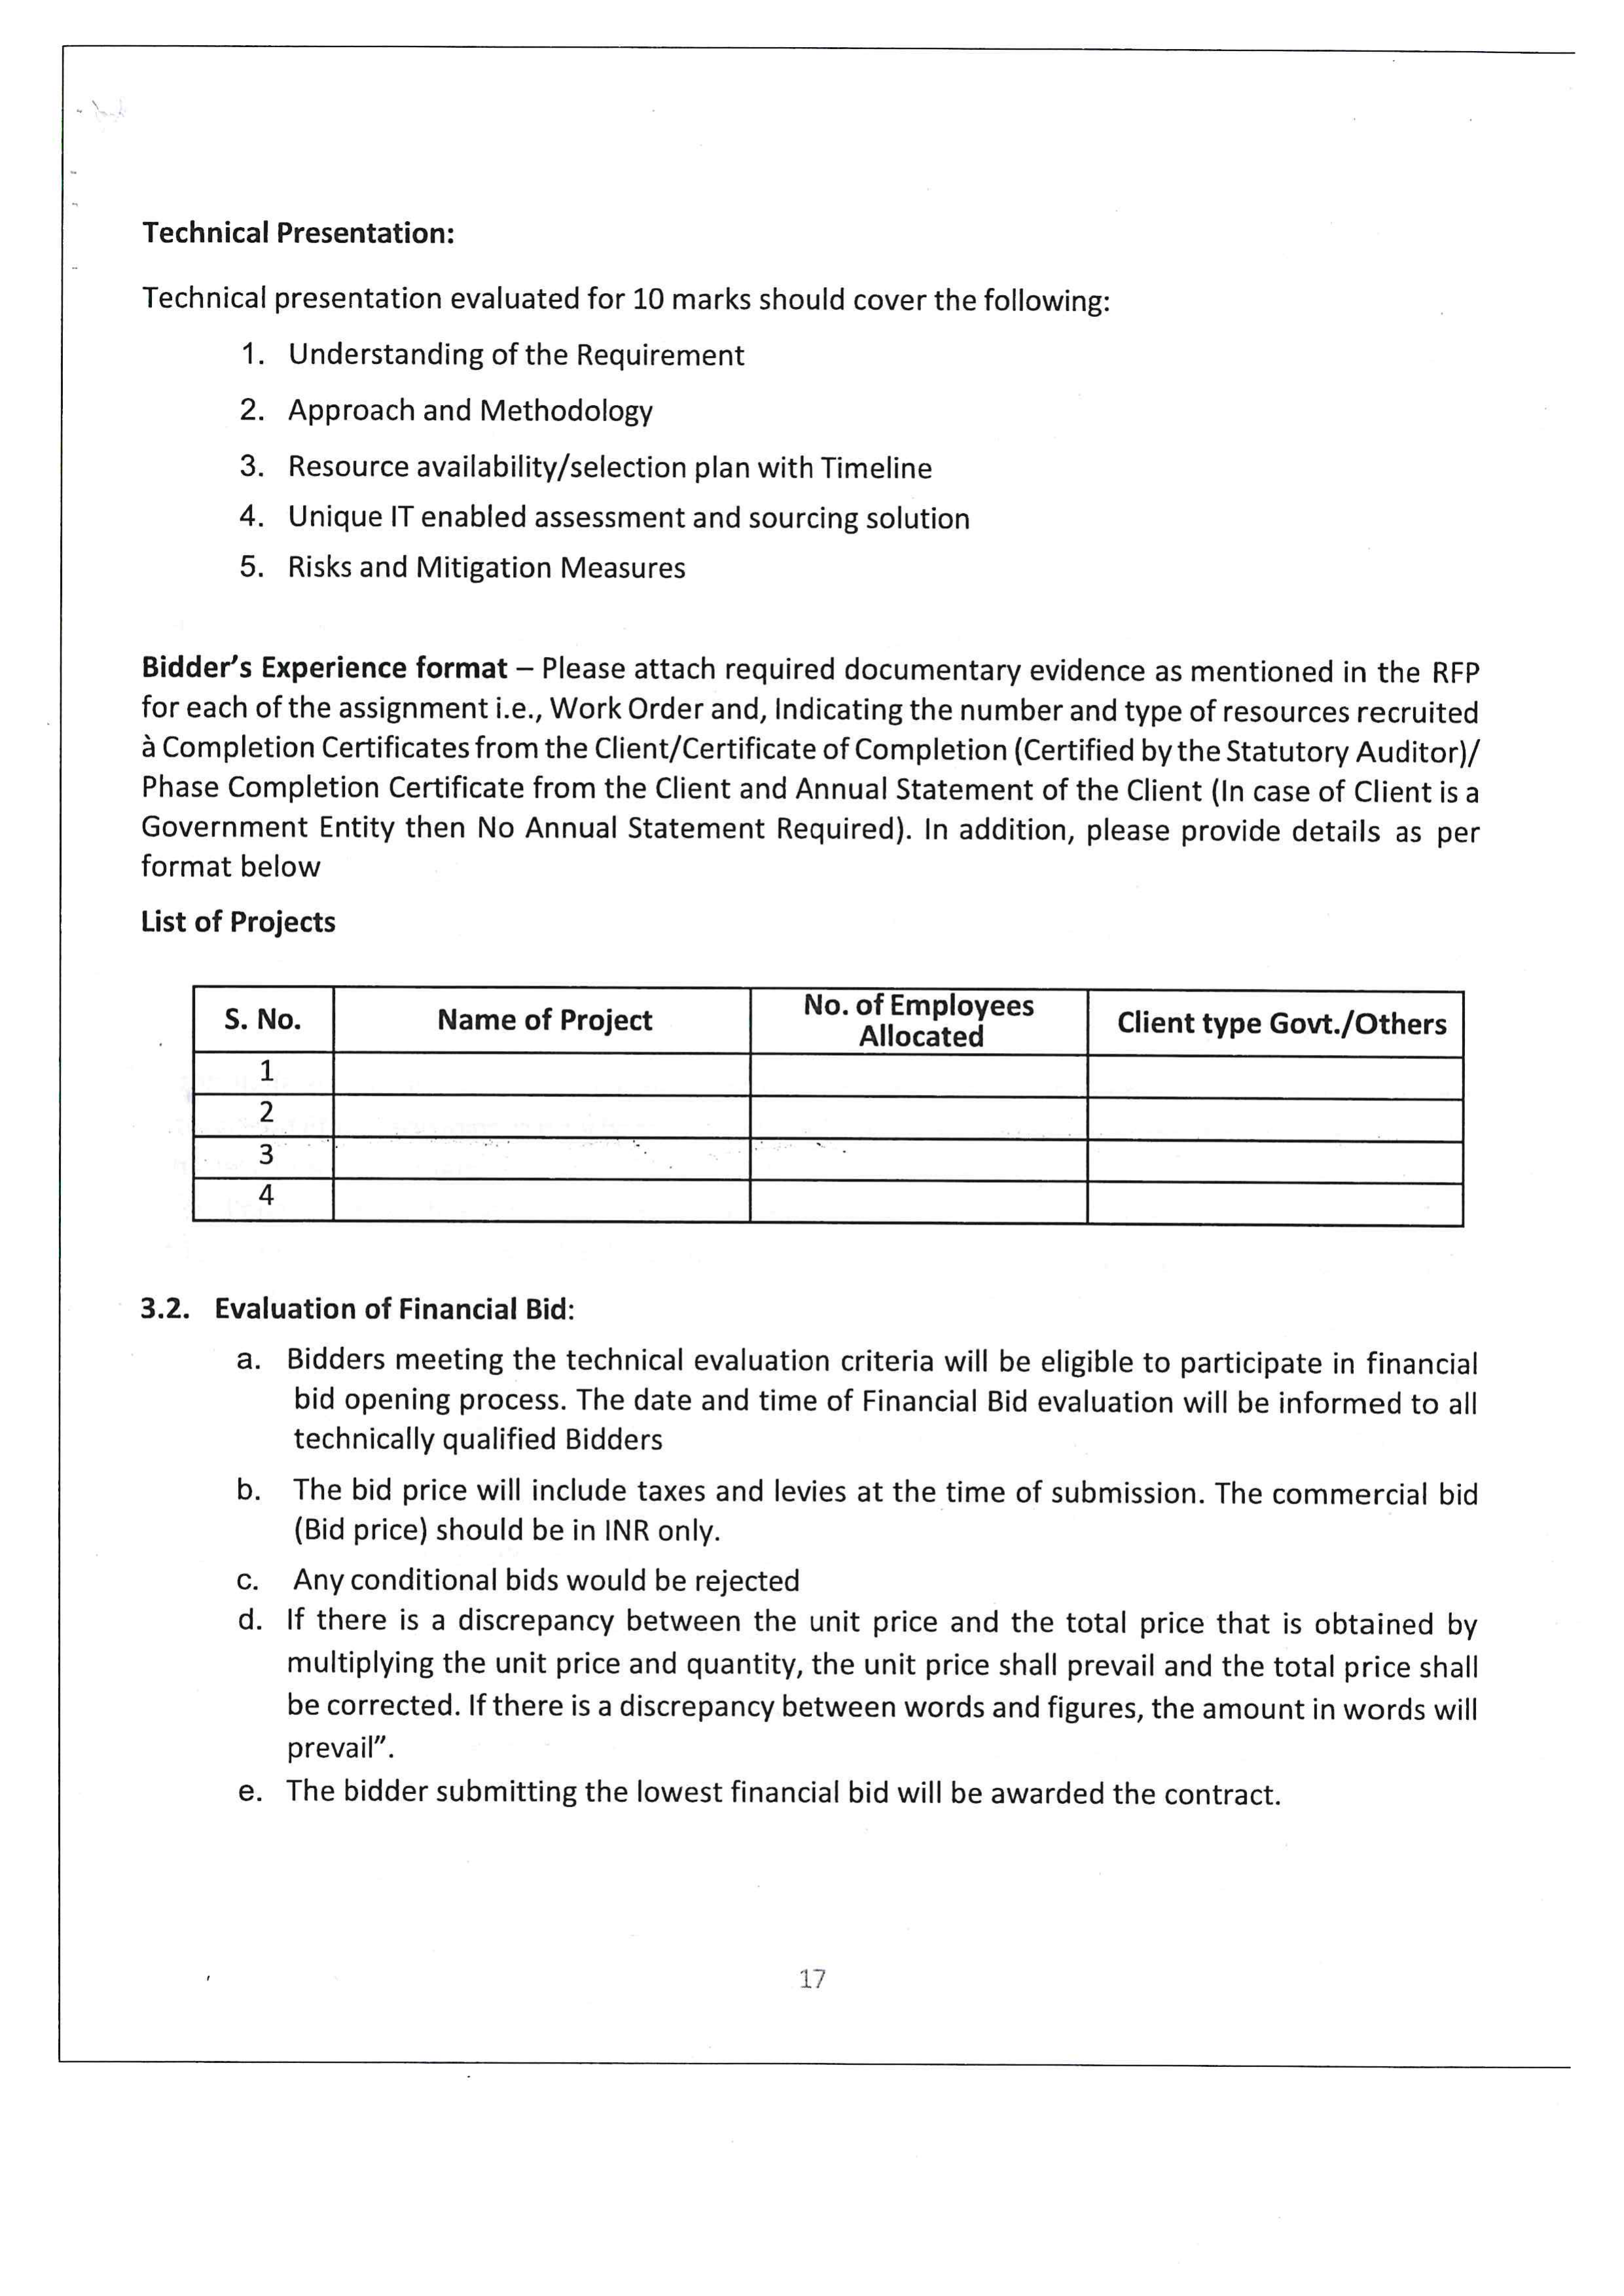 Technical Presentation:
Technical presentation evaluated for 10 marks should cover the following:
1. Understanding of the Requirement
2. Approach and Methodology
3. Resource availability/selection plan with Timeline
4. Unique IT enabled assessment and sourcing solution
5. Risks and Mitigation Measures
Bidder's Experience format – Please attach required documentary evidence as mentioned in the RFP
for each of the assignment i.e., Work Order and, Indicating the number and type of resources recruited
à Completion Certificates from the Client/Certificate of Completion (Certified by the Statutory Auditor)/
Phase Completion Certificate from the Client and Annual Statement of the Client (In case of Client is a
Government Entity then No Annual Statement Required). In addition, please provide details as per
format below
List of Projects
S. No. Name of Project No. of Employees Allocated Client type Govt./Others
1
2
3
4
3.2. Evaluation of Financial Bid:
a. Bidders meeting the technical evaluation criteria will be eligible to participate in financial
bid opening process. The date and time of Financial Bid evaluation will be informed to all
technically qualified Bidders
b. The bid price will include taxes and levies at the time of submission. The commercial bid
(Bid price) should be in INR only.
c. Any conditional bids would be rejected
d. If there is a discrepancy between the unit price and the total price that is obtained by
multiplying the unit price and quantity, the unit price shall prevail and the total price shall
be corrected. If there is a discrepancy between words and figures, the amount in words will
prevail".
e. The bidder submitting the lowest financial bid will be awarded the contract.
17